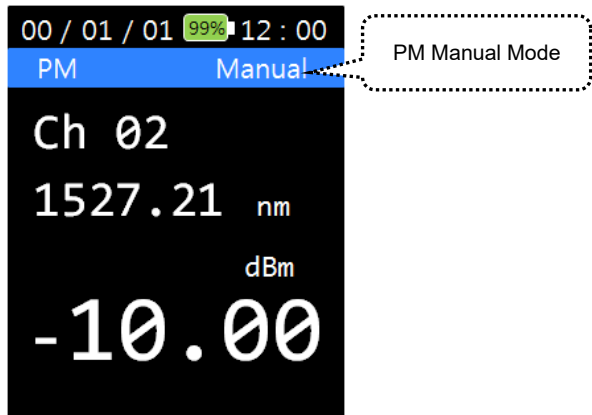 00 / 01 / 01 99% 12 : 00
PM Manual
PM Manual Mode
Ch 02
1527.21 nm
dBm
-10.00